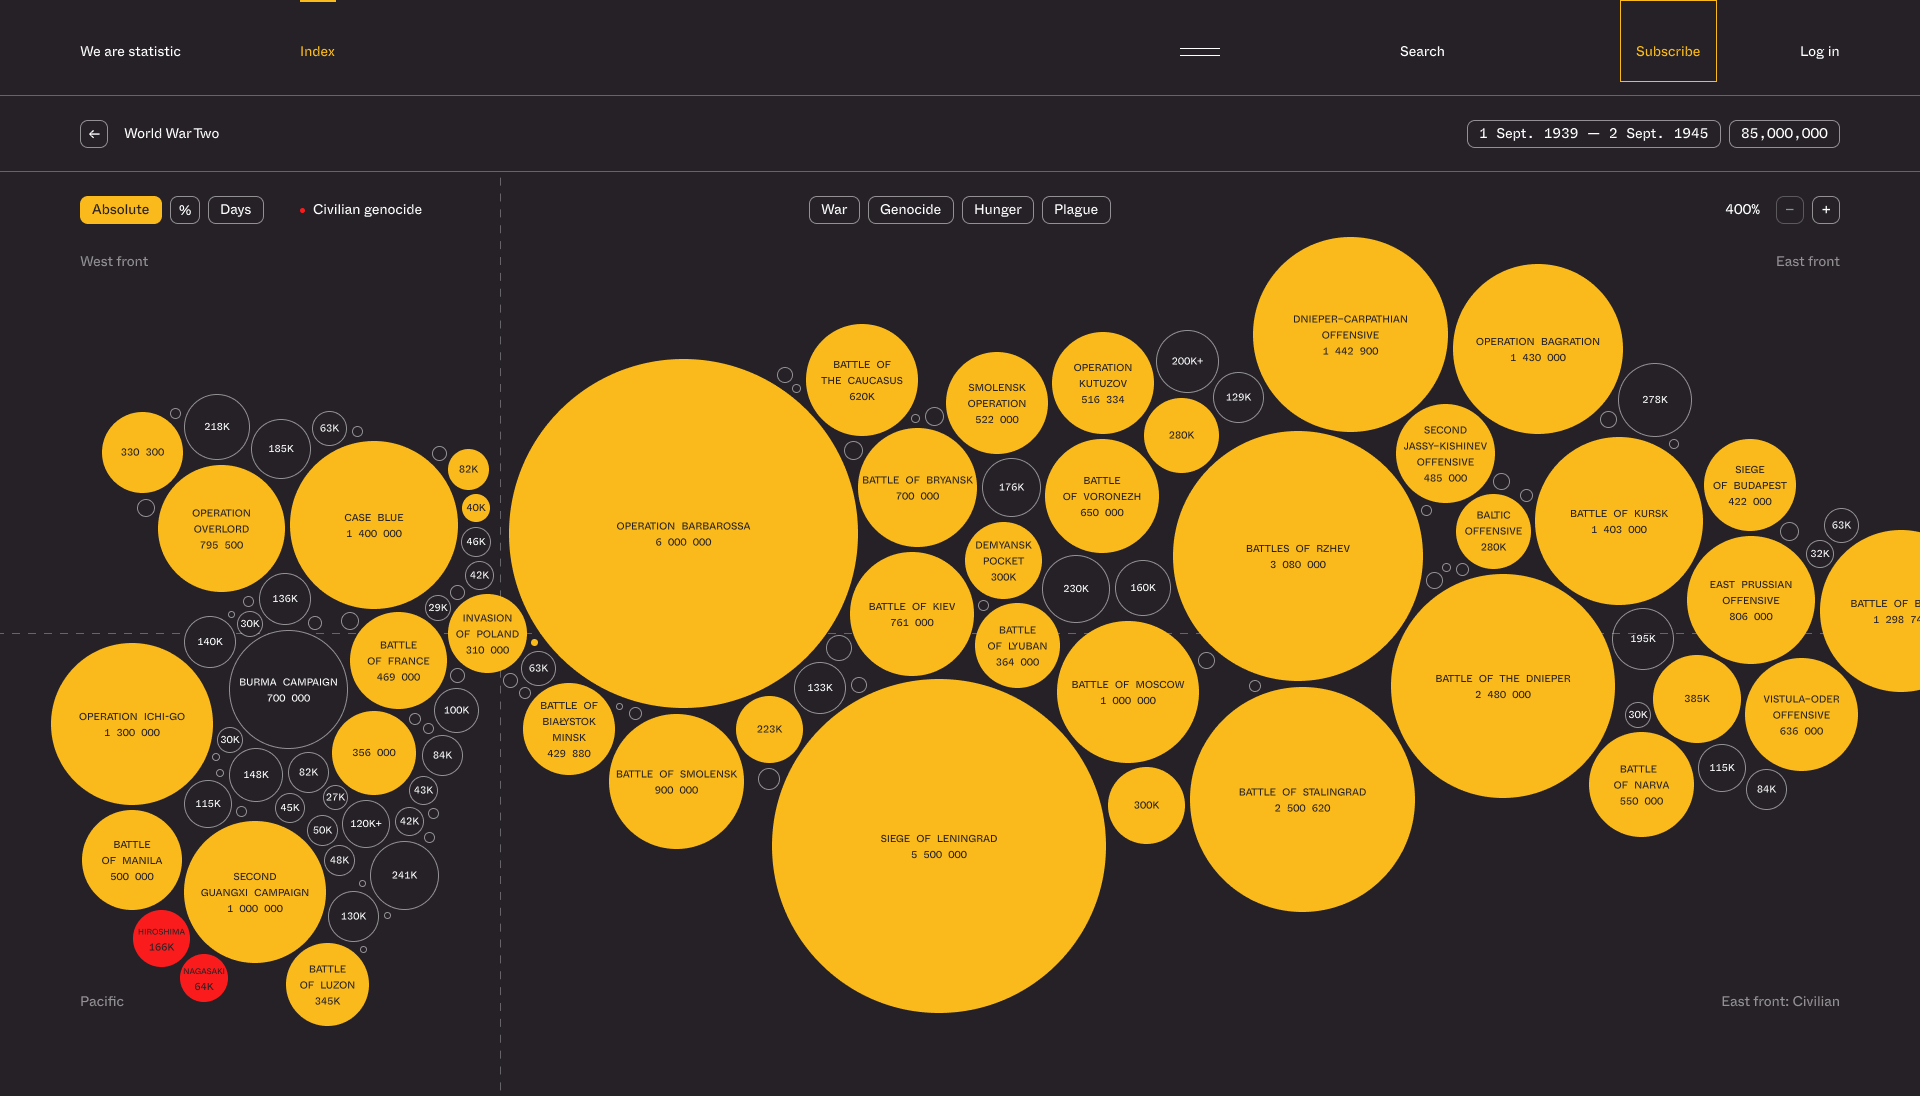 We are statistic
Index
Search
Subscribe
Log in
World War Two
1 Sept. 1939 — 2 Sept. 1945
85,000,000
Absolute
%
Days
Civilian genocide
War
Genocide
Hunger
Plague
400%
West front
East front
330 300
218K
185K
63K
OPERATION
OVERLORD
795 500
CASE BLUE
1 400 000
82K
40K
46K
42K
29K
136K
30K
140K
INVASION
OF POLAND
310 000
BATTLE
OF FRANCE
469 000
BURMA CAMPAIGN
700 000
OPERATION ICHI-GO
1 300 000
63K
100K
30K
356 000
84K
148K
82K
115K
45K
27K
43K
50K
120K+
42K
48K
241K
BATTLE
OF MANILA
500 000
SECOND
GUANGXI CAMPAIGN
1 000 000
130K
HIROSHIMA
166K
NAGASAKI
64K
BATTLE
OF LUZON
345K
Pacific
OPERATION BARBAROSSA
6 000 000
BATTLE OF
THE CAUCASUS
620K
SMOLENSK
OPERATION
522 000
OPERATION
KUTUZOV
516 334
200K+
129K
280K
BATTLE OF BRYANSK
700 000
176K
BATTLE
OF VORONEZH
650 000
DEMYANSK
POCKET
300K
230K
160K
BATTLE OF KIEV
761 000
BATTLE
OF LYUBAN
364 000
133K
BATTLE OF MOSCOW
1 000 000
BATTLE OF
BIAŁYSTOK
MINSK
429 880
223K
BATTLE OF SMOLENSK
900 000
SIEGE OF LENINGRAD
5 500 000
300K
BATTLE OF STALINGRAD
2 500 620
DNIEPER–CARPATHIAN
OFFENSIVE
1 442 900
OPERATION BAGRATION
1 430 000
278K
SECOND
JASSY–KISHINEV
OFFENSIVE
485 000
BATTLES OF RZHEV
3 080 000
BALTIC
OFFENSIVE
280K
BATTLE OF KURSK
1 403 000
SIEGE
OF BUDAPEST
422 000
63K
32K
EAST PRUSSIAN
OFFENSIVE
806 000
BATTLE OF B
1 298 74
195K
BATTLE OF THE DNIEPER
2 480 000
385K
30K
VISTULA–ODER
OFFENSIVE
636 000
BATTLE
OF NARVA
550 000
115K
84K
East front: Civilian